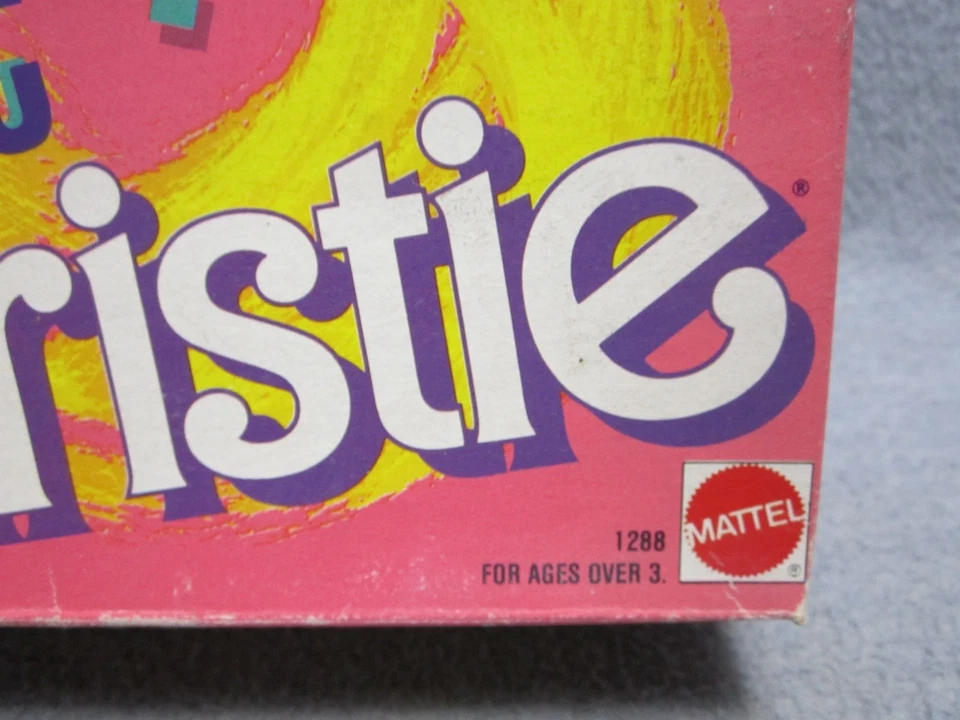 ristie®
1288
FOR AGES OVER 3.
MATTEL
®